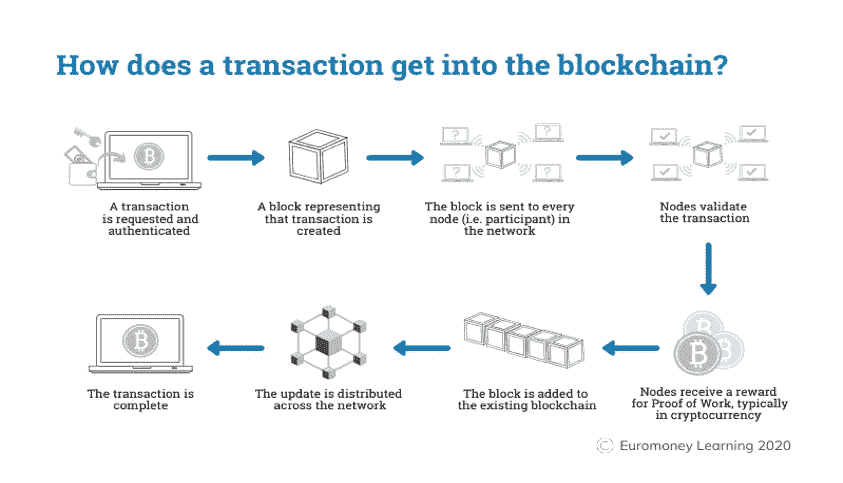 How does a transaction get into the blockchain?
A transaction
is requested and
authenticated
A block representing
that transaction is
created
The block is sent to every
node (i.e. participant) in
the network
Nodes validate
the transaction
Nodes receive a reward
for Proof of Work, typically
in cryptocurrency
The block is added to
the existing blockchain
The update is distributed
across the network
The transaction is
complete
© Euromoney Learning 2020